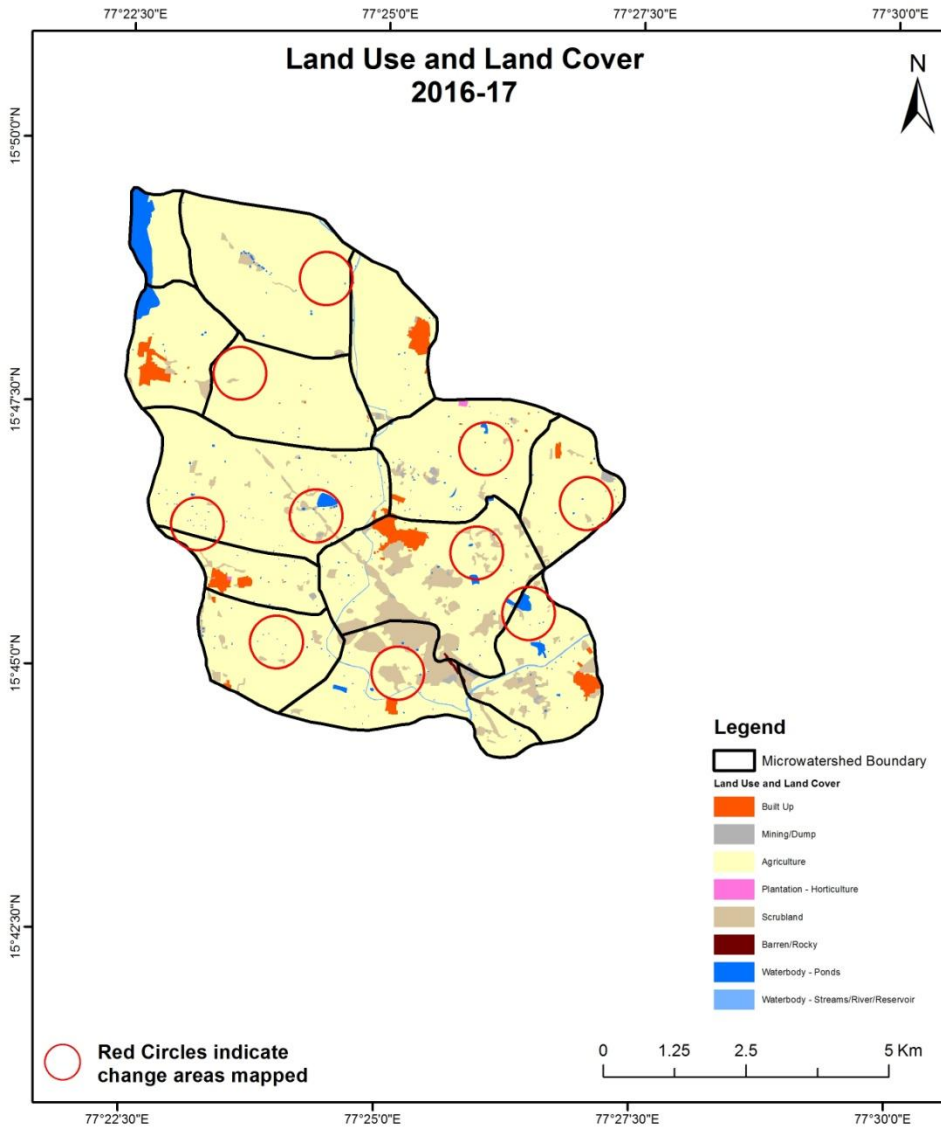 77°22'30"E
77°25'0"E
77°27'30"E
77°30'0"E
Land Use and Land Cover
2016-17
N
15°50'0"N
15°47'30"N
15°45'0"N
15°42'30"N
Legend
Microwatershed Boundary
Land Use and Land Cover
Built Up
Mining/Dump
Agriculture
Plantation - Horticulture
Scrubland
Barren/Rocky
Waterbody - Ponds
Waterbody - Streams/River/Reservoir
Red Circles indicate
change areas mapped
0 1.25 2.5 5 Km
77°22'30"E
77°25'0"E
77°27'30"E
77°30'0"E